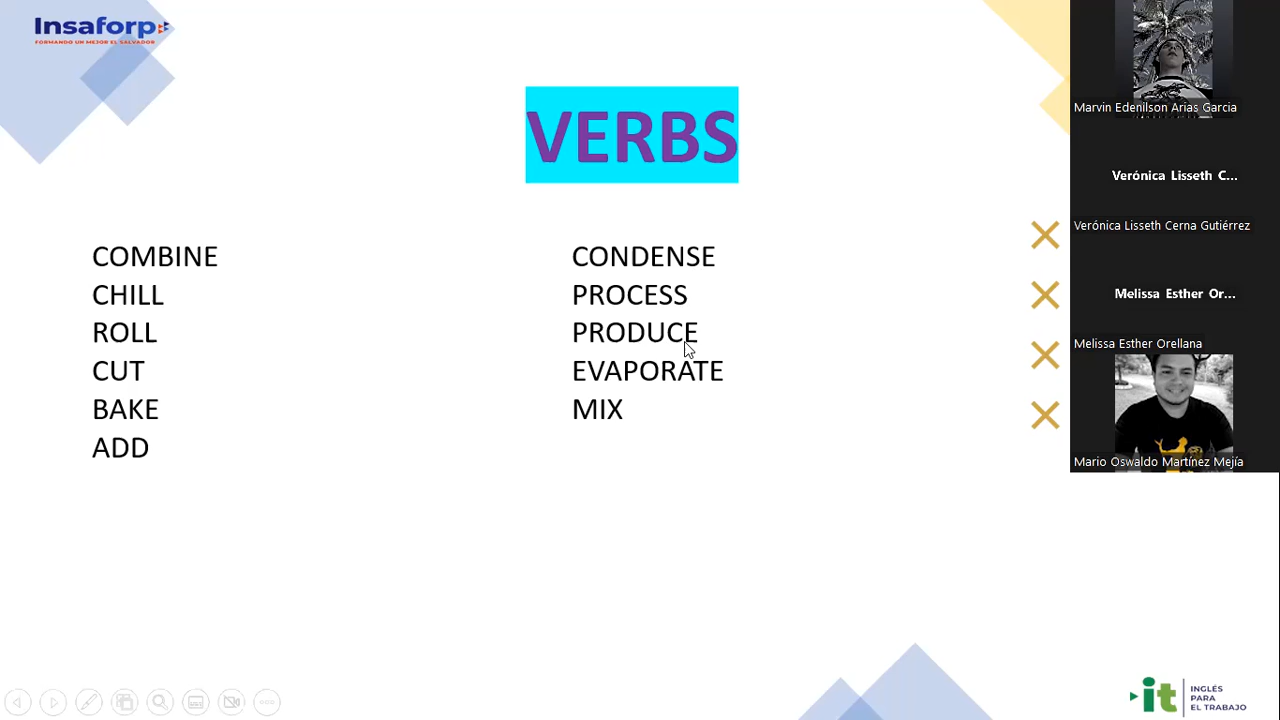 Insaforp
FORMANDO UN MEJOR EL SALVADOR
VERBS
COMBINE
CHILL
ROLL
CUT
BAKE
ADD
CONDENSE
PROCESS
PRODUCE
EVAPORATE
MIX
Marvin Edenilson Arias Garcia
Verónica Lisseth C...
Verónica Lisseth Cerna Gutiérrez
Melissa Esther Or...
Melissa Esther Orellana
Mario Oswaldo Martínez Mejía
it
INGLÉS
PARA
EL TRABAJO